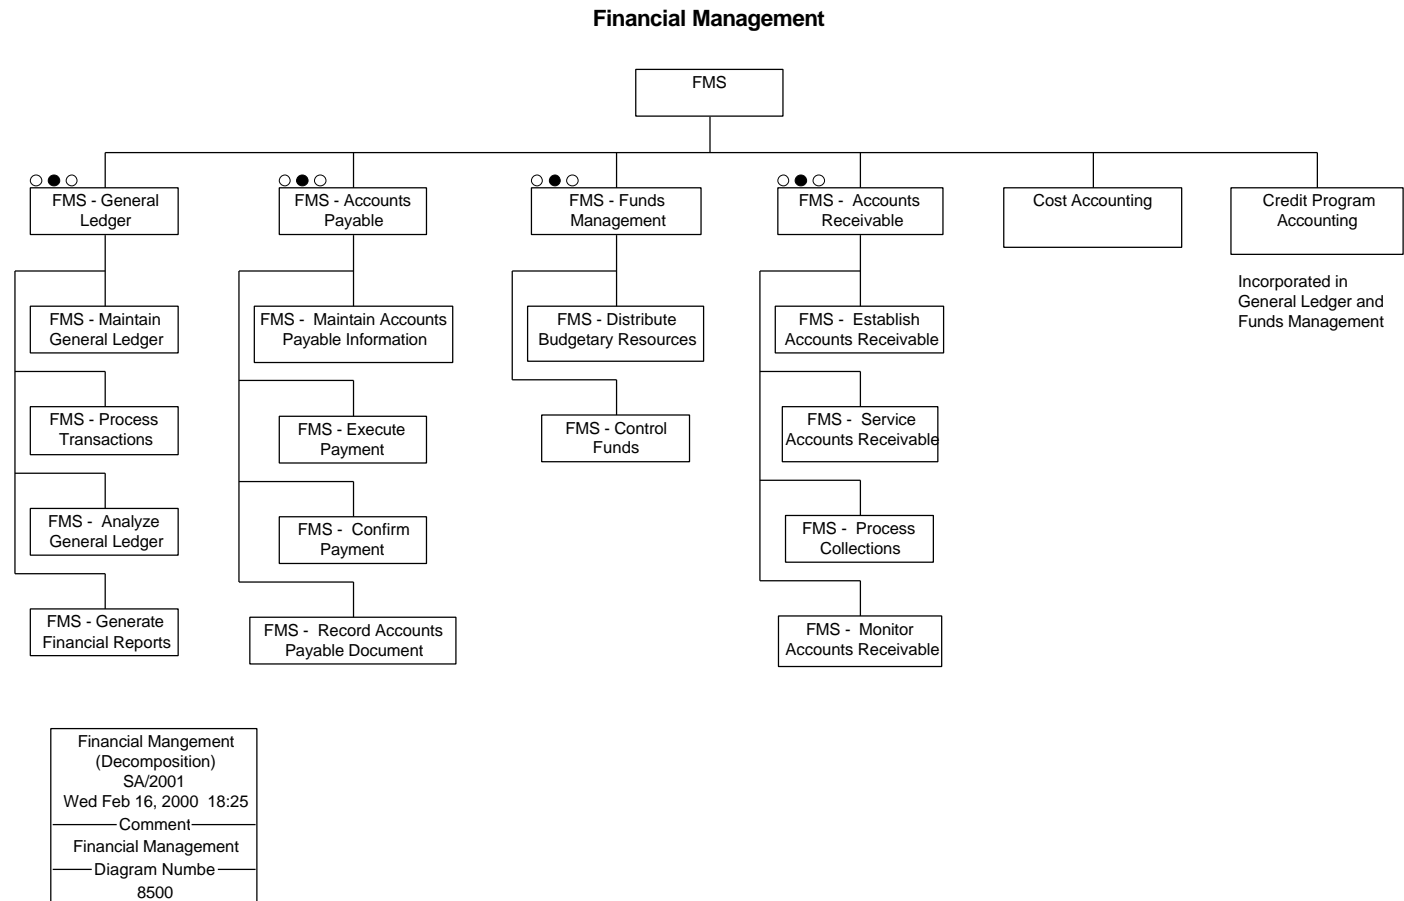 Financial Management
FMS
FMS - General
Ledger
FMS - Accounts
Payable
FMS - Funds
Management
FMS -  Accounts
Receivable
Cost Accounting
Credit Program
Accounting
Incorporated in
General Ledger and
Funds Management
FMS - Maintain
General Ledger
FMS -  Maintain Accounts
Payable Information
FMS - Distribute
Budgetary Resources
FMS -  Establish
Accounts Receivable
FMS - Process
Transactions
FMS - Execute
Payment
FMS - Control
Funds
FMS -  Service
Accounts Receivable
FMS -  Analyze
General Ledger
FMS -  Confirm
Payment
FMS -  Process
Collections
FMS - Generate
Financial Reports
FMS -  Record Accounts
Payable Document
FMS -  Monitor
Accounts Receivable
Financial Mangement
(Decomposition)
SA/2001
Wed Feb 16, 2000  18:25
Comment
Financial Management
Diagram Numbe
8500